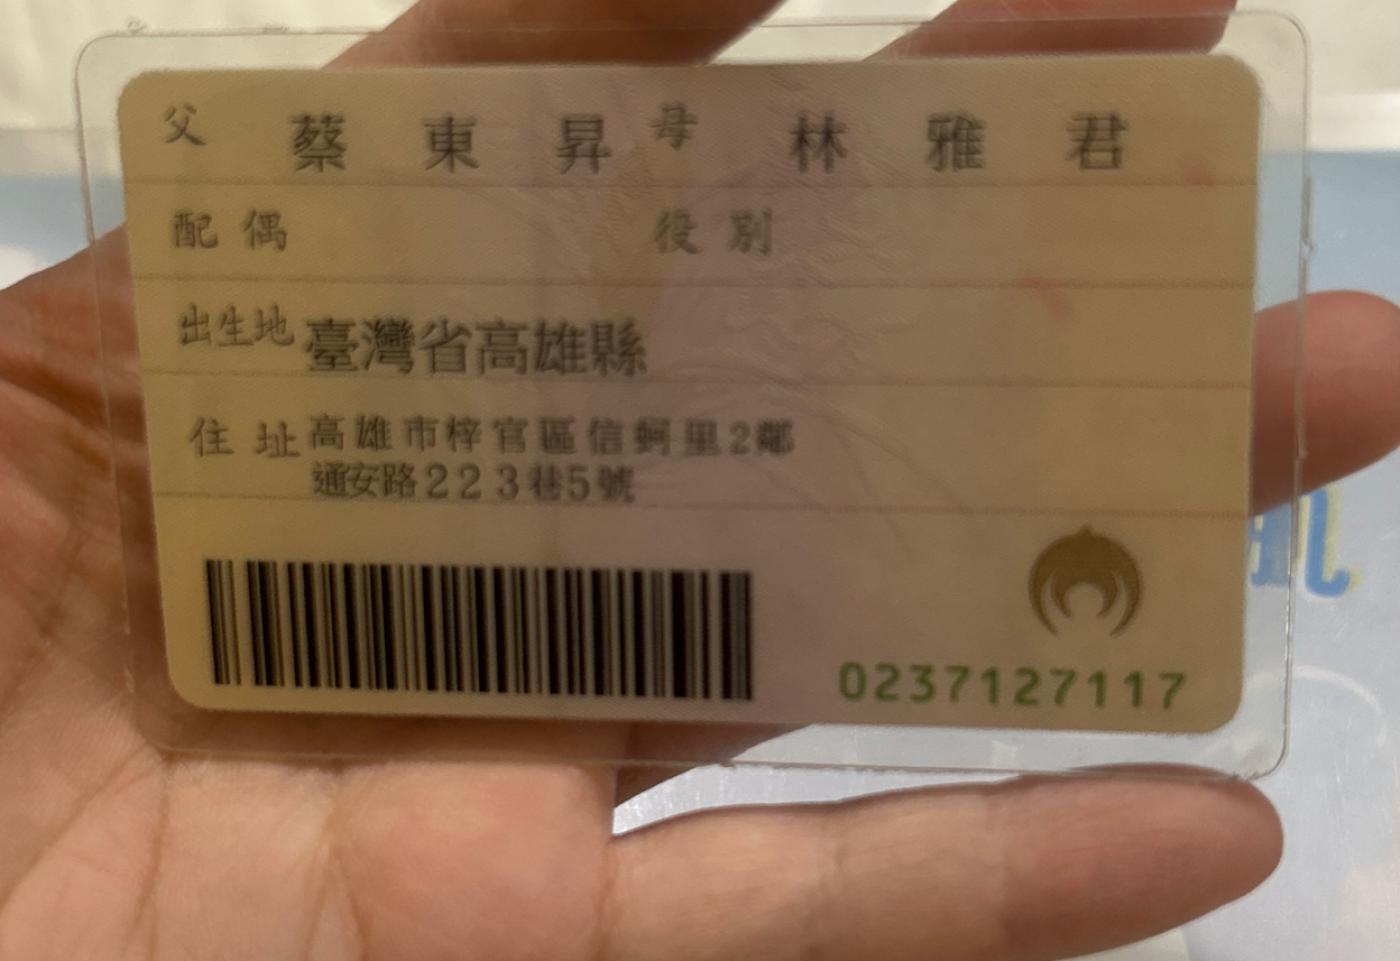 父 蔡東昇 母 林雅君
配偶 役別
出生地 臺灣省高雄縣
住址 高雄市梓官區信蚵里2鄰
通安路223巷5號
0237127117